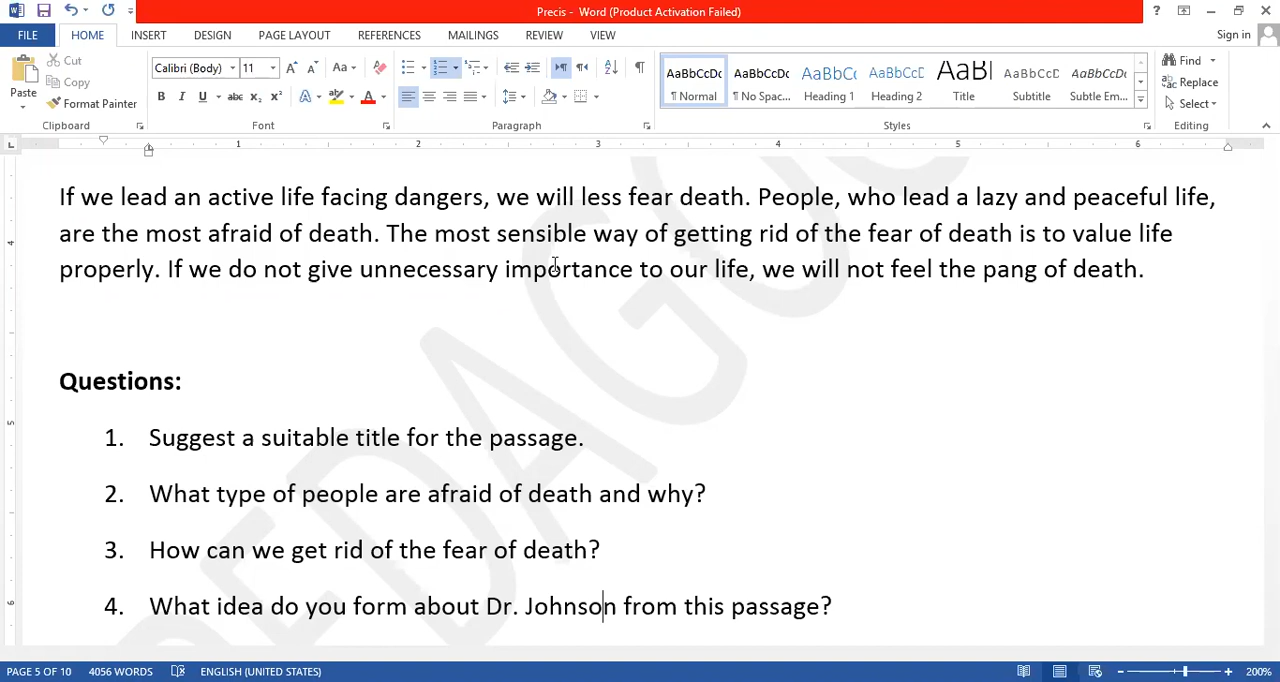 Precis - Word (Product Activation Failed)
Sign in
FILE HOME INSERT DESIGN PAGE LAYOUT REFERENCES MAILINGS REVIEW VIEW
Paste
Cut
Copy
Format Painter
Clipboard
Calibri (Body) 11
Font
Paragraph
AaBbCcDc AaBbCcDc AaBbCc AaBbCcD AaBl AaBbCcD AaBbCcDc
¶ Normal ¶ No Spac... Heading 1 Heading 2 Title Subtitle Subtle Em...
Styles
Find
Replace
Select
Editing
1 2 3 4 5 6
If we lead an active life facing dangers, we will less fear death. People, who lead a lazy and peaceful life,
are the most afraid of death. The most sensible way of getting rid of the fear of death is to value life
properly. If we do not give unnecessary importance to our life, we will not feel the pang of death.
Questions:
1. Suggest a suitable title for the passage.
2. What type of people are afraid of death and why?
3. How can we get rid of the fear of death?
4. What idea do you form about Dr. Johnson from this passage?
PAGE 5 OF 10 4056 WORDS ENGLISH (UNITED STATES) 200%